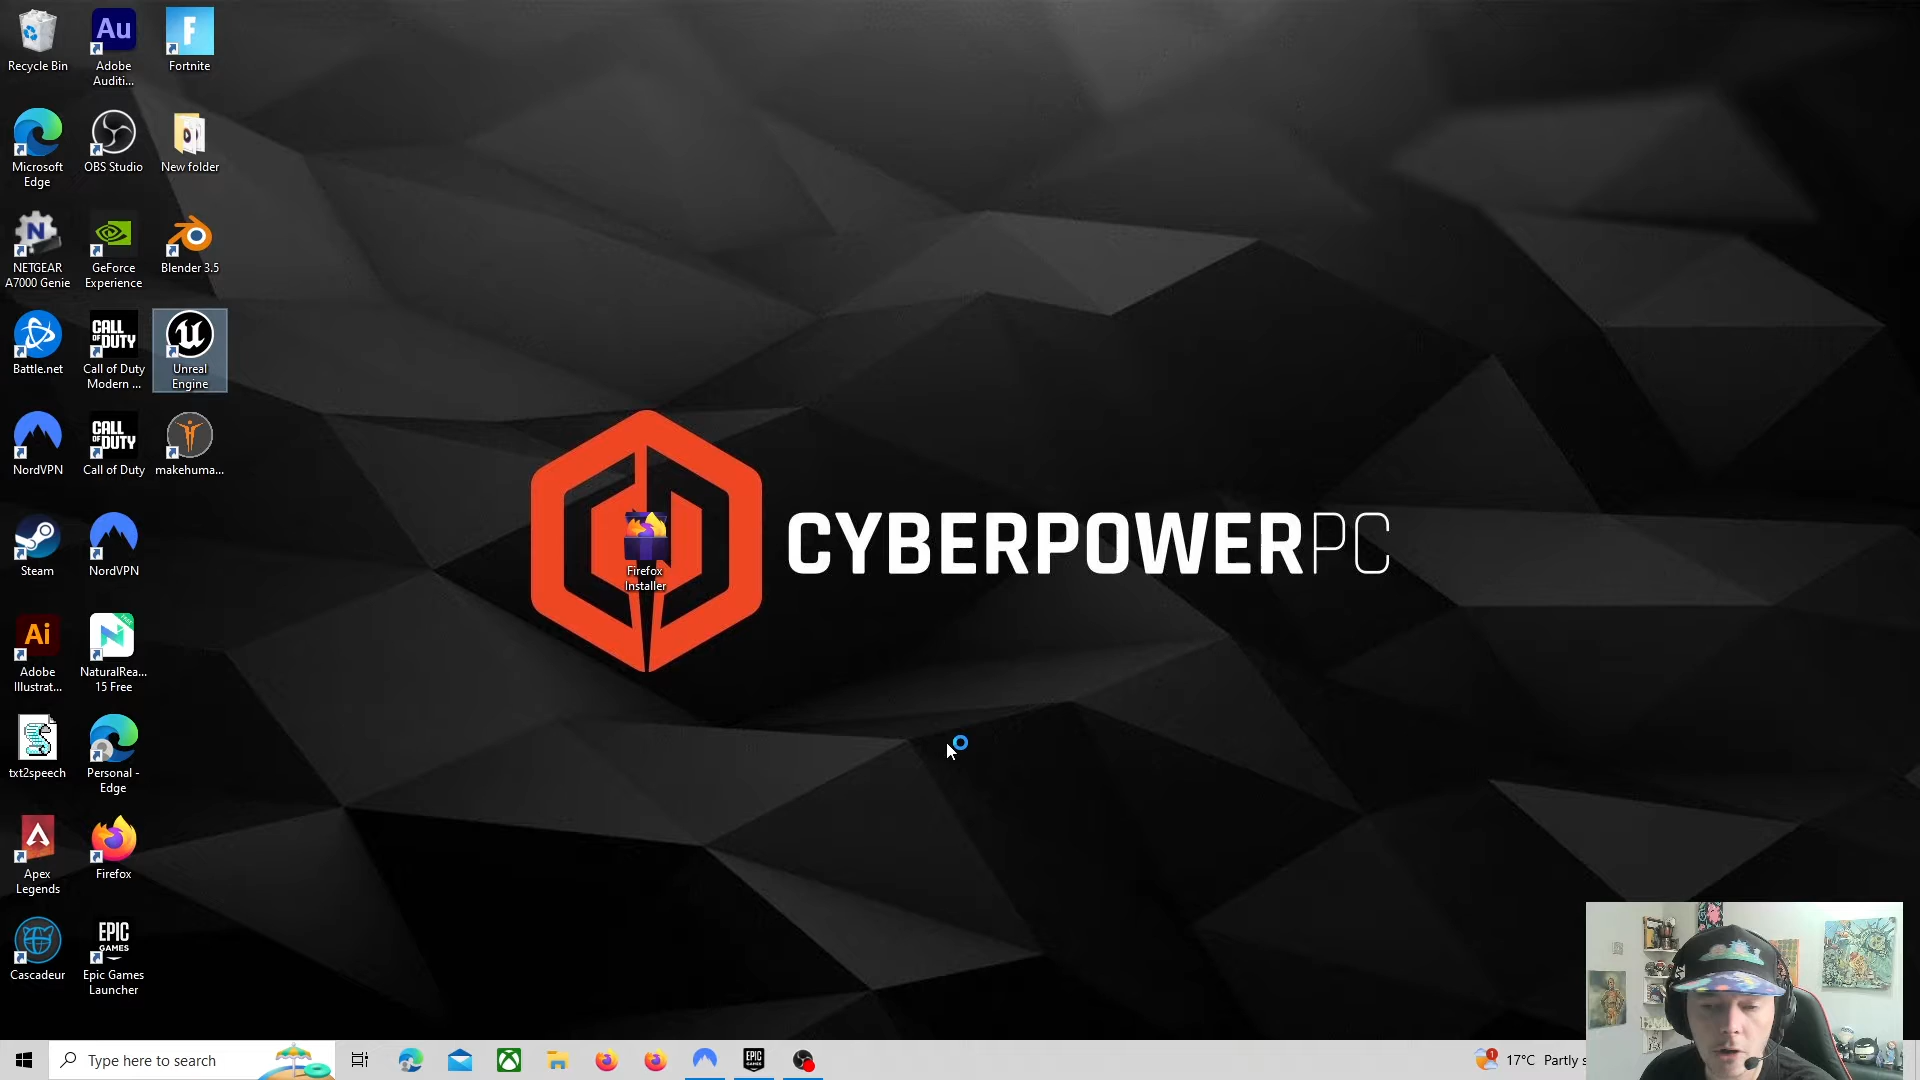 Recycle Bin
Au
Adobe
Auditi...
F
Fortnite
Microsoft
Edge
OBS Studio
New folder
N
NETGEAR
A7000 Genie
GeForce
Experience
Blender 3.5
Battle.net
CALL
OF DUTY
Call of Duty
Modern ...
Unreal
Engine
NordVPN
CALL
OF DUTY
Call of Duty
makehuma...
Steam
NordVPN
Firefox
Installer
CYBERPOWERPC
Ai
Adobe
Illustrat...
NaturalRea...
15 Free
txt2speech
Personal -
Edge
Apex
Legends
Firefox
Cascadeur
EPIC
GAMES
Epic Games
Launcher
Type here to search
EPIC
GAMES
1
17°C Partly s